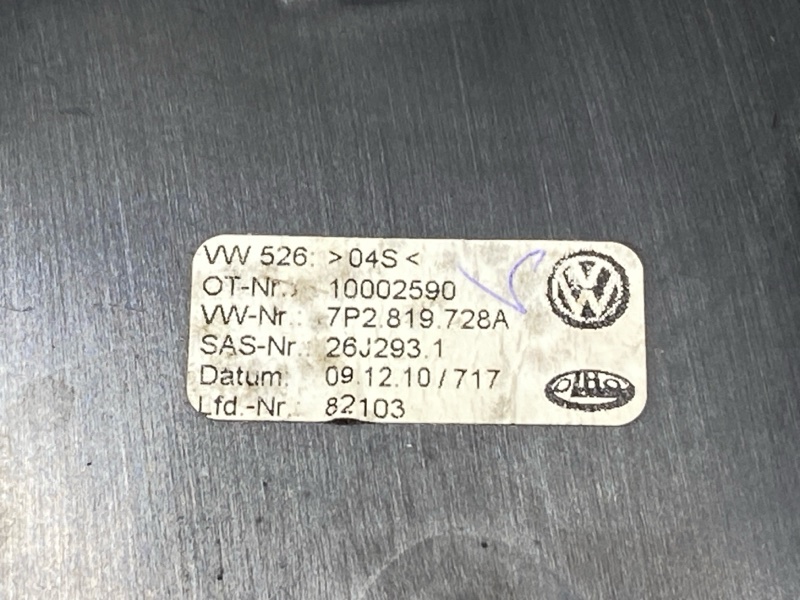 VW 526: >04S<
OT-Nr.: 10002590
VW-Nr.: 7P2.819.728A
SAS-Nr.: 26J293.1
Datum: 09.12.10/717
Lfd.-Nr.: 82103